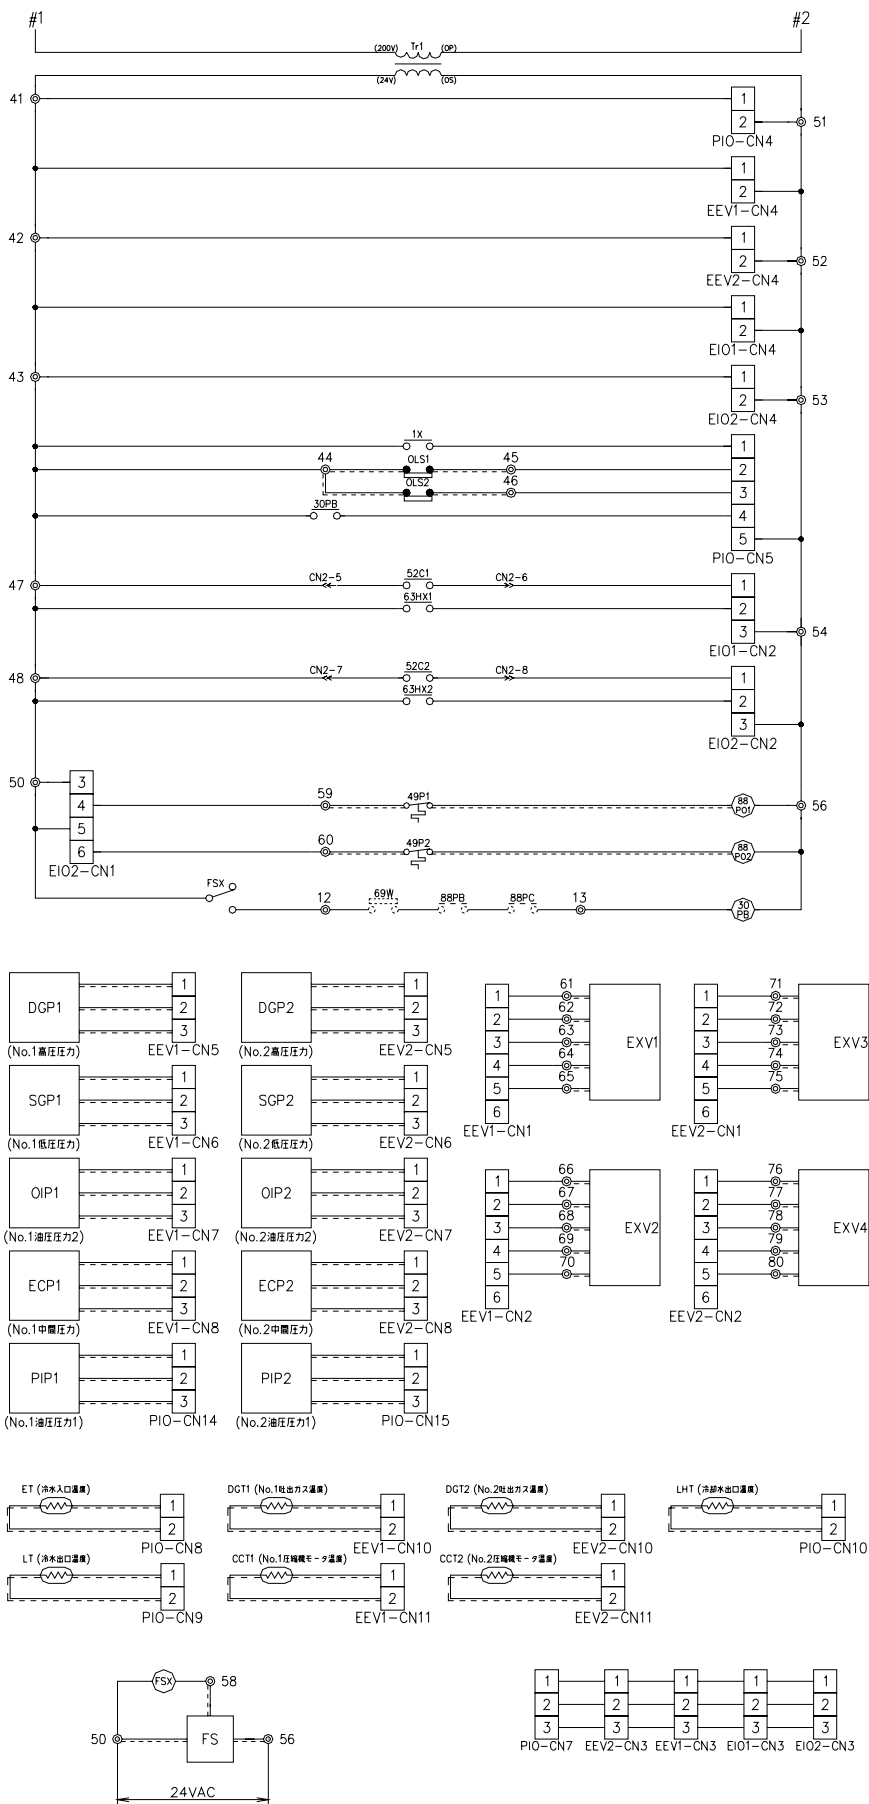 #1 #2
(200V) Tr1 (0P)
(24V) (0S)
41 1
2 51
PIO-CN4
1
2
EEV1-CN4
42 1
2 52
EEV2-CN4
1
2
EIO1-CN4
43 1
2 53
EIO2-CN4
1X 1
44 OLS1 45 2
OLS2 46 3
30PB 4
5
PIO-CN5
47 CN2-5 52C1 CN2-6 1
63HX1 2
3 54
EIO1-CN2
48 CN2-7 52C2 CN2-8 1
63HX2 2
3
EIO2-CN2
50 3
4 59 49P1 88 PO1 56
5
6 60 49P2 88 PO2
EIO2-CN1
FSX
12 69W 88PB 88PC 13 30 PB
DGP1 1 2 3
(No.1高圧圧力) EEV1-CN5
DGP2 1 2 3
(No.2高圧圧力) EEV2-CN5
SGP1 1 2 3
(No.1低圧圧力) EEV1-CN6
SGP2 1 2 3
(No.2低圧圧力) EEV2-CN6
OIP1 1 2 3
(No.1油圧圧力2) EEV1-CN7
OIP2 1 2 3
(No.2油圧圧力2) EEV2-CN7
ECP1 1 2 3
(No.1中間圧力) EEV1-CN8
ECP2 1 2 3
(No.2中間圧力) EEV2-CN8
PIP1 1 2 3
(No.1油圧圧力1) PIO-CN14
PIP2 1 2 3
(No.2油圧圧力1) PIO-CN15
1 61
2 62
3 63 EXV1
4 64
5 65
6
EEV1-CN1
1 71
2 72
3 73 EXV3
4 74
5 75
6
EEV2-CN1
1 66
2 67
3 68 EXV2
4 69
5 70
6
EEV1-CN2
1 76
2 77
3 78 EXV4
4 79
5 80
6
EEV2-CN2
ET (冷水入口温度)
1
2
PIO-CN8
DGT1 (No.1吐出ガス温度)
1
2
EEV1-CN10
DGT2 (No.2吐出ガス温度)
1
2
EEV2-CN10
LHT (冷却水出口温度)
1
2
PIO-CN10
LT (冷水出口温度)
1
2
PIO-CN9
CCT1 (No.1圧縮機モータ温度)
1
2
EEV1-CN11
CCT2 (No.2圧縮機モータ温度)
1
2
EEV2-CN11
FSX 58
50 FS 56
24VAC
1 1 1 1 1
2 2 2 2 2
3 3 3 3 3
PIO-CN7 EEV2-CN3 EEV1-CN3 EIO1-CN3 EIO2-CN3